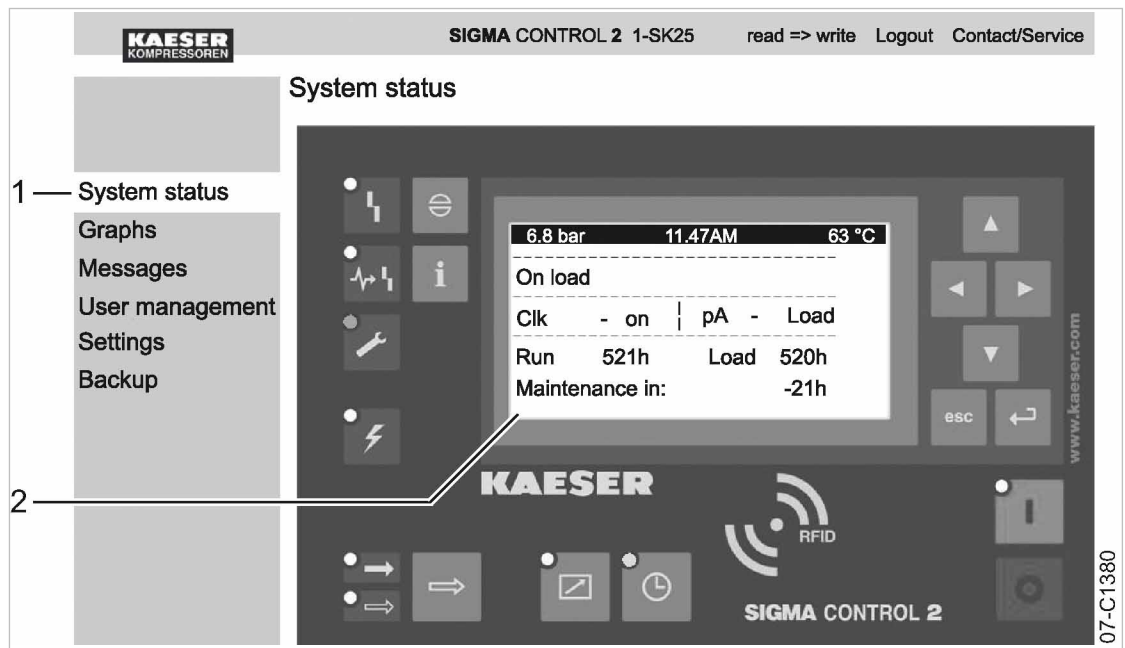 KAESER
KOMPRESSOREN
SIGMA CONTROL 2 1-SK25 read => write Logout Contact/Service
System status
1
System status
Graphs
Messages
User management
Settings
Backup
2
i
6.8 bar 11.47AM 63 °C
On load
Clk - on ¦ pA - Load
Run 521h Load 520h
Maintenance in: -21h
esc
www.kaeser.com
KAESER
RFID
I
SIGMA CONTROL 2
07-C1380